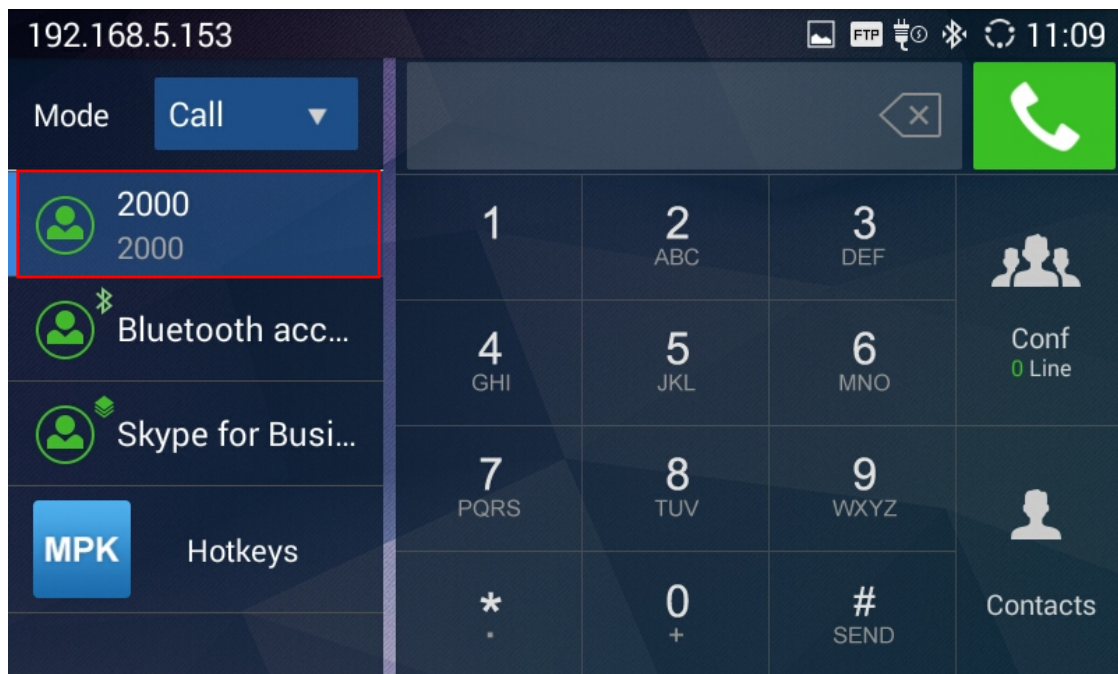 192.168.5.153
FTP
11:09
Mode
Call
2000
2000
Bluetooth acc...
Skype for Busi...
MPK
Hotkeys
1
2
ABC
3
DEF
4
GHI
5
JKL
6
MNO
7
PQRS
8
TUV
9
WXYZ
*
.
0
+
#
SEND
Conf
0 Line
Contacts